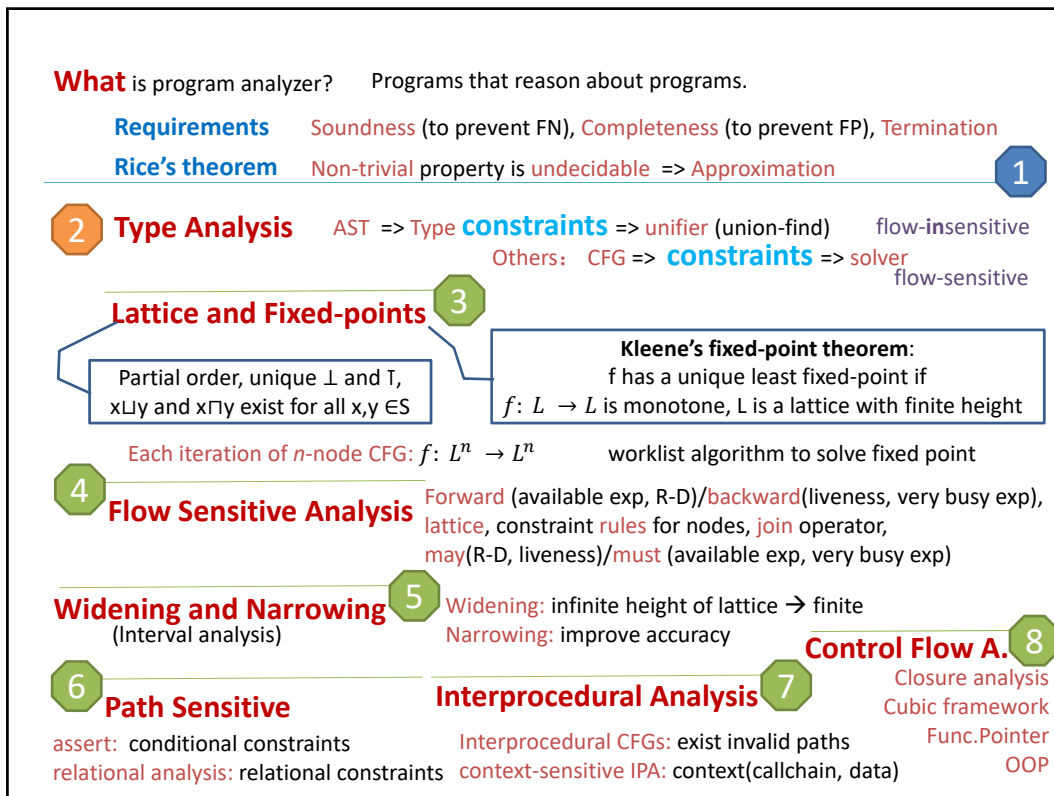 What is program analyzer? Programs that reason about programs.
Requirements Soundness (to prevent FN), Completeness (to prevent FP), Termination
Rice's theorem Non-trivial property is undecidable => Approximation
1
2 Type Analysis AST => Type constraints => unifier (union-find) flow-insensitive
Others: CFG => constraints => solver
flow-sensitive
3
Lattice and Fixed-points
Partial order, unique ⊥ and ⊤,
x⊔y and x⊓y exist for all x,y ∈S
Kleene's fixed-point theorem:
f has a unique least fixed-point if
f: L → L is monotone, L is a lattice with finite height
Each iteration of n-node CFG: f: Lⁿ → Lⁿ worklist algorithm to solve fixed point
4
Flow Sensitive Analysis
Forward (available exp, R-D)/backward(liveness, very busy exp),
lattice, constraint rules for nodes, join operator,
may(R-D, liveness)/must (available exp, very busy exp)
5
Widening and Narrowing
(Interval analysis)
Widening: infinite height of lattice → finite
Narrowing: improve accuracy
6
Path Sensitive
assert: conditional constraints
relational analysis: relational constraints
7
Interprocedural Analysis
Interprocedural CFGs: exist invalid paths
context-sensitive IPA: context(callchain, data)
8
Control Flow A.
Closure analysis
Cubic framework
Func.Pointer
OOP